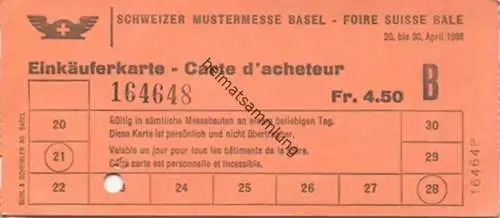 SCHWEIZER MUSTERMESSE BASEL - FOIRE SUISSE BALE
20. bis 30. April 1968
Einkäuferkarte - Carte d'acheteur
B
164648
Fr. 4.50
Gültig in sämtliche Messebauten an einem beliebigen Tag.
20
30
Diese Karte ist persönlich und nicht übertragbar.
Valable un jour pour tous les bâtiments de la Foire.
21
29
Cette carte est personnelle et incessible.
22
24
25
26
27
28
164648
heimatsammlung.com